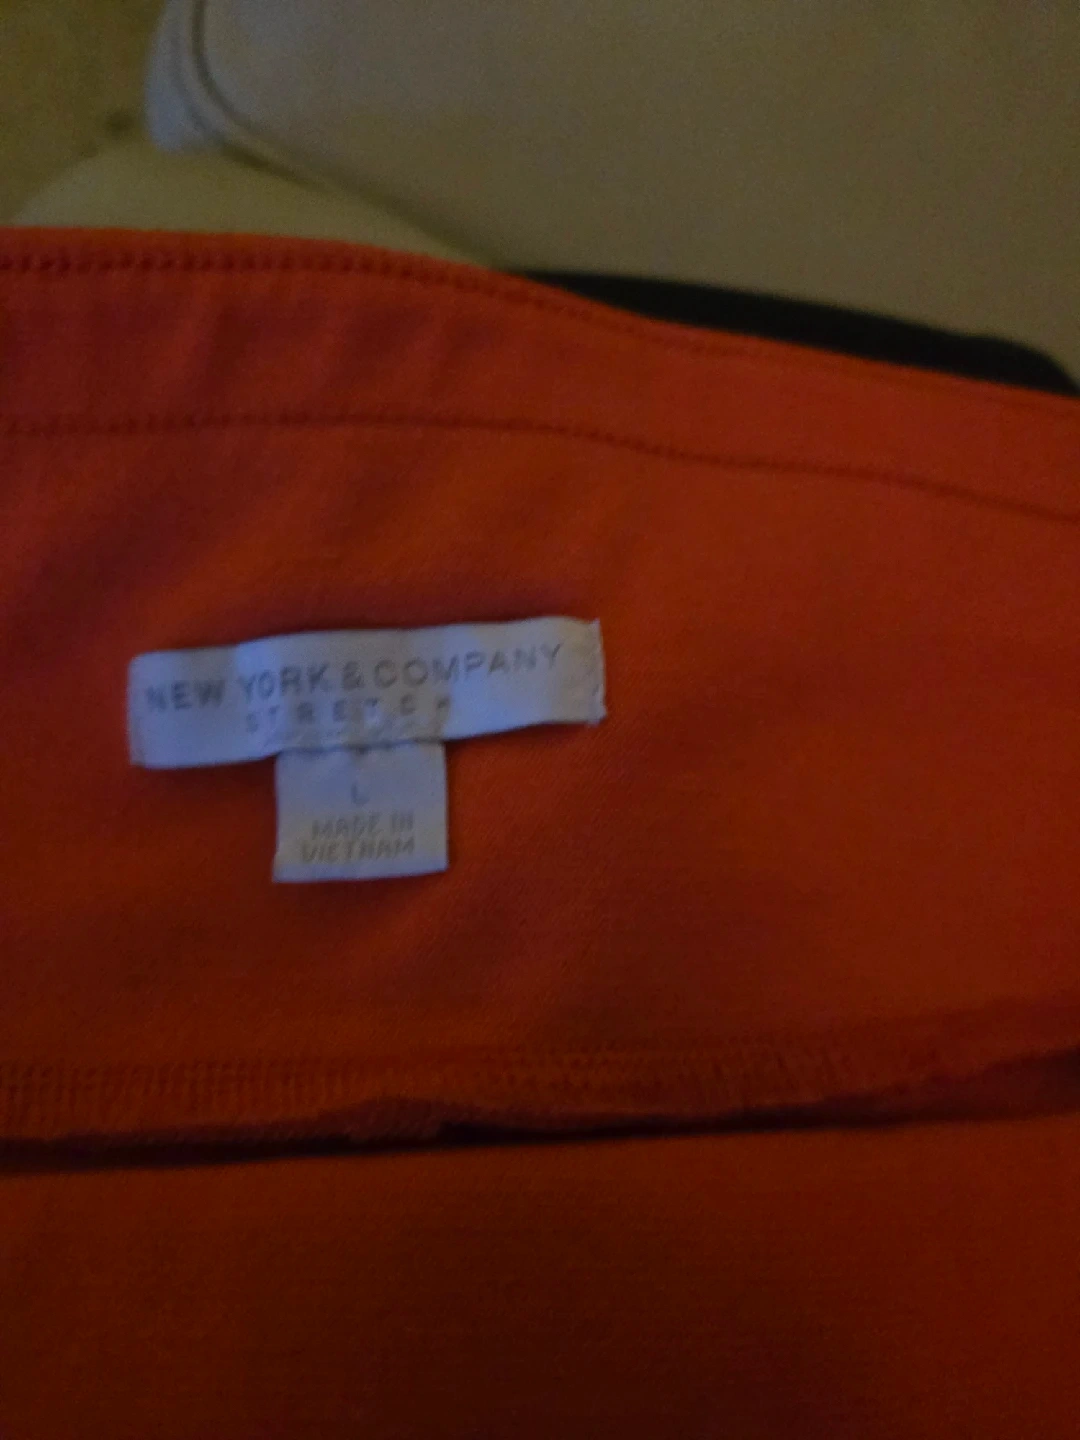 NEW YORK & COMPANY
STRETCH
L
MADE IN
VIETNAM